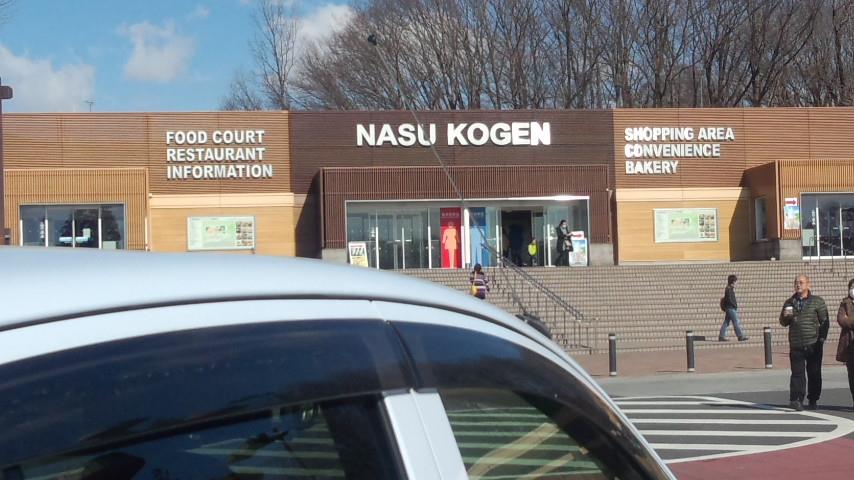 FOOD COURT
RESTAURANT
INFORMATION
NASU KOGEN
SHOPPING AREA
CONVENIENCE
BAKERY